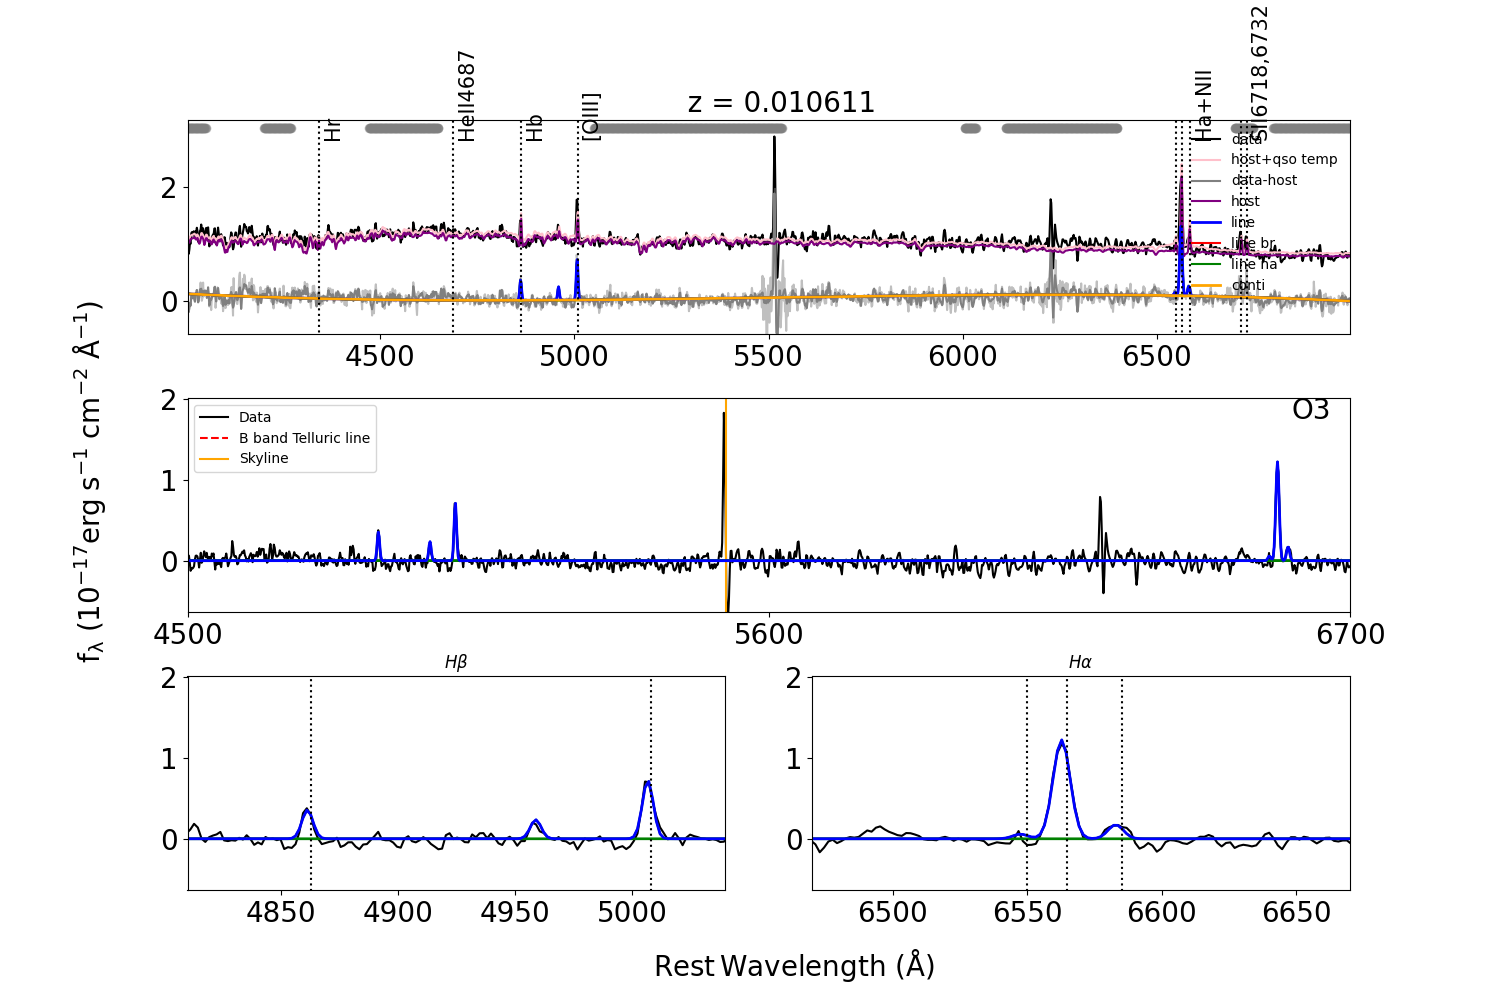 z = 0.010611
Hr
HeII4687
Hb
[OIII]
Ha+NII
SII6718,6732
data
host+qso temp
data-host
host
line
line br
line na
conti
2
0
4500 5000 5500 6000 6500
O3
Data
B band Telluric line
Skyline
2
1
0
4500 5600 6700
fλ (10⁻¹⁷erg s⁻¹ cm⁻² Å⁻¹)
Hβ
2
1
0
4850 4900 4950 5000
Hα
2
1
0
6500 6550 6600 6650
Rest Wavelength (Å)